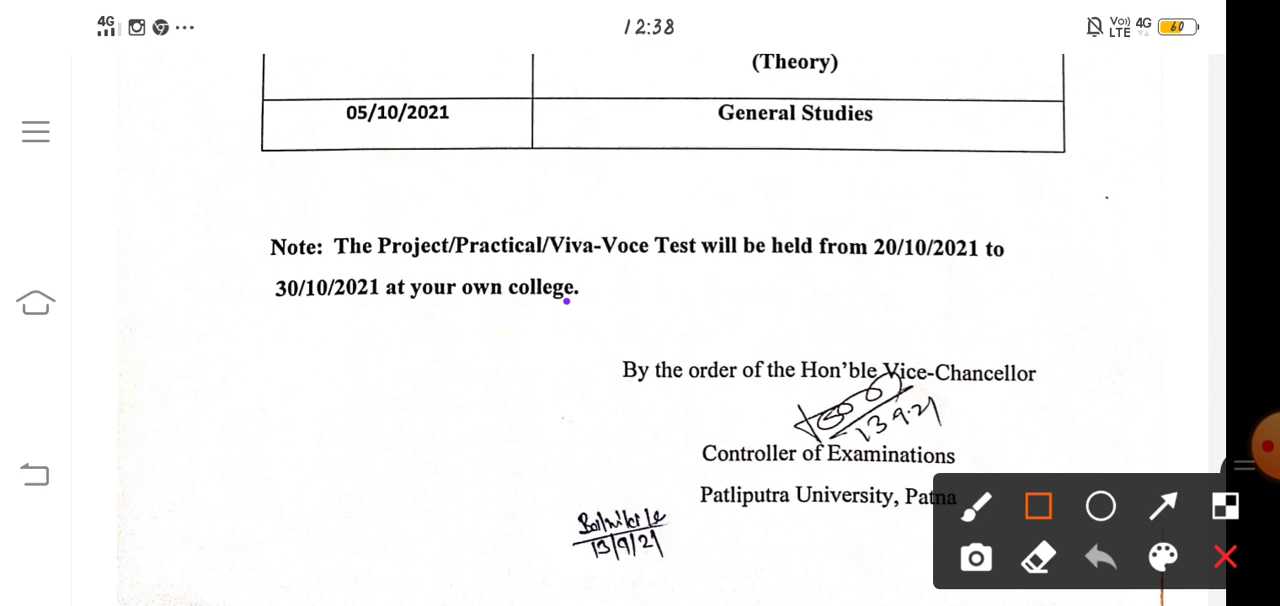 4G 12:38 Vo)) LTE 4G 60
(Theory)
05/10/2021 General Studies
Note: The Project/Practical/Viva-Voce Test will be held from 20/10/2021 to
30/10/2021 at your own college.
By the order of the Hon'ble Vice-Chancellor
13.9.21
Controller of Examinations
Patliputra University, Patna
13/9/21